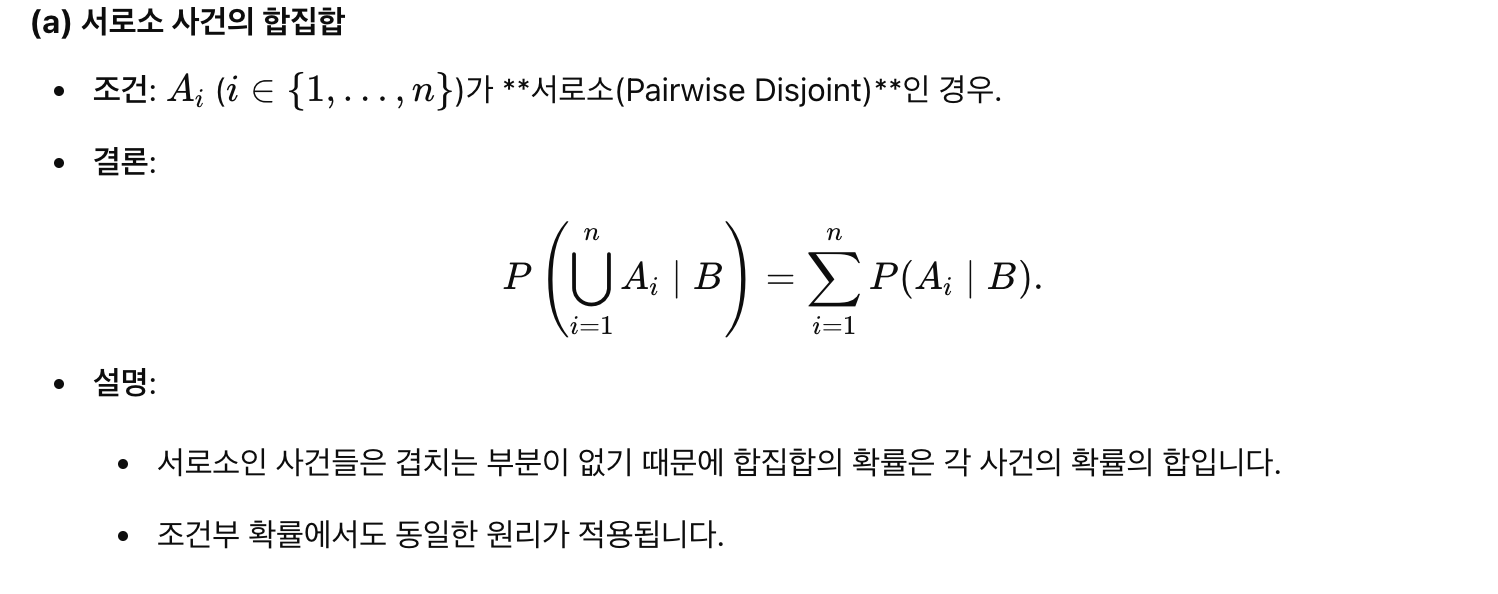 (a) 서로소 사건의 합집합
• 조건: $A_i$ ($i \in \{1, \ldots, n\}$)가 **서로소(Pairwise Disjoint)**인 경우.
• 결론:
$P\left(\bigcup_{i=1}^{n} A_i \mid B\right) = \sum_{i=1}^{n} P(A_i \mid B).$
• 설명:
• 서로소인 사건들은 겹치는 부분이 없기 때문에 합집합의 확률은 각 사건의 확률의 합입니다.
• 조건부 확률에서도 동일한 원리가 적용됩니다.